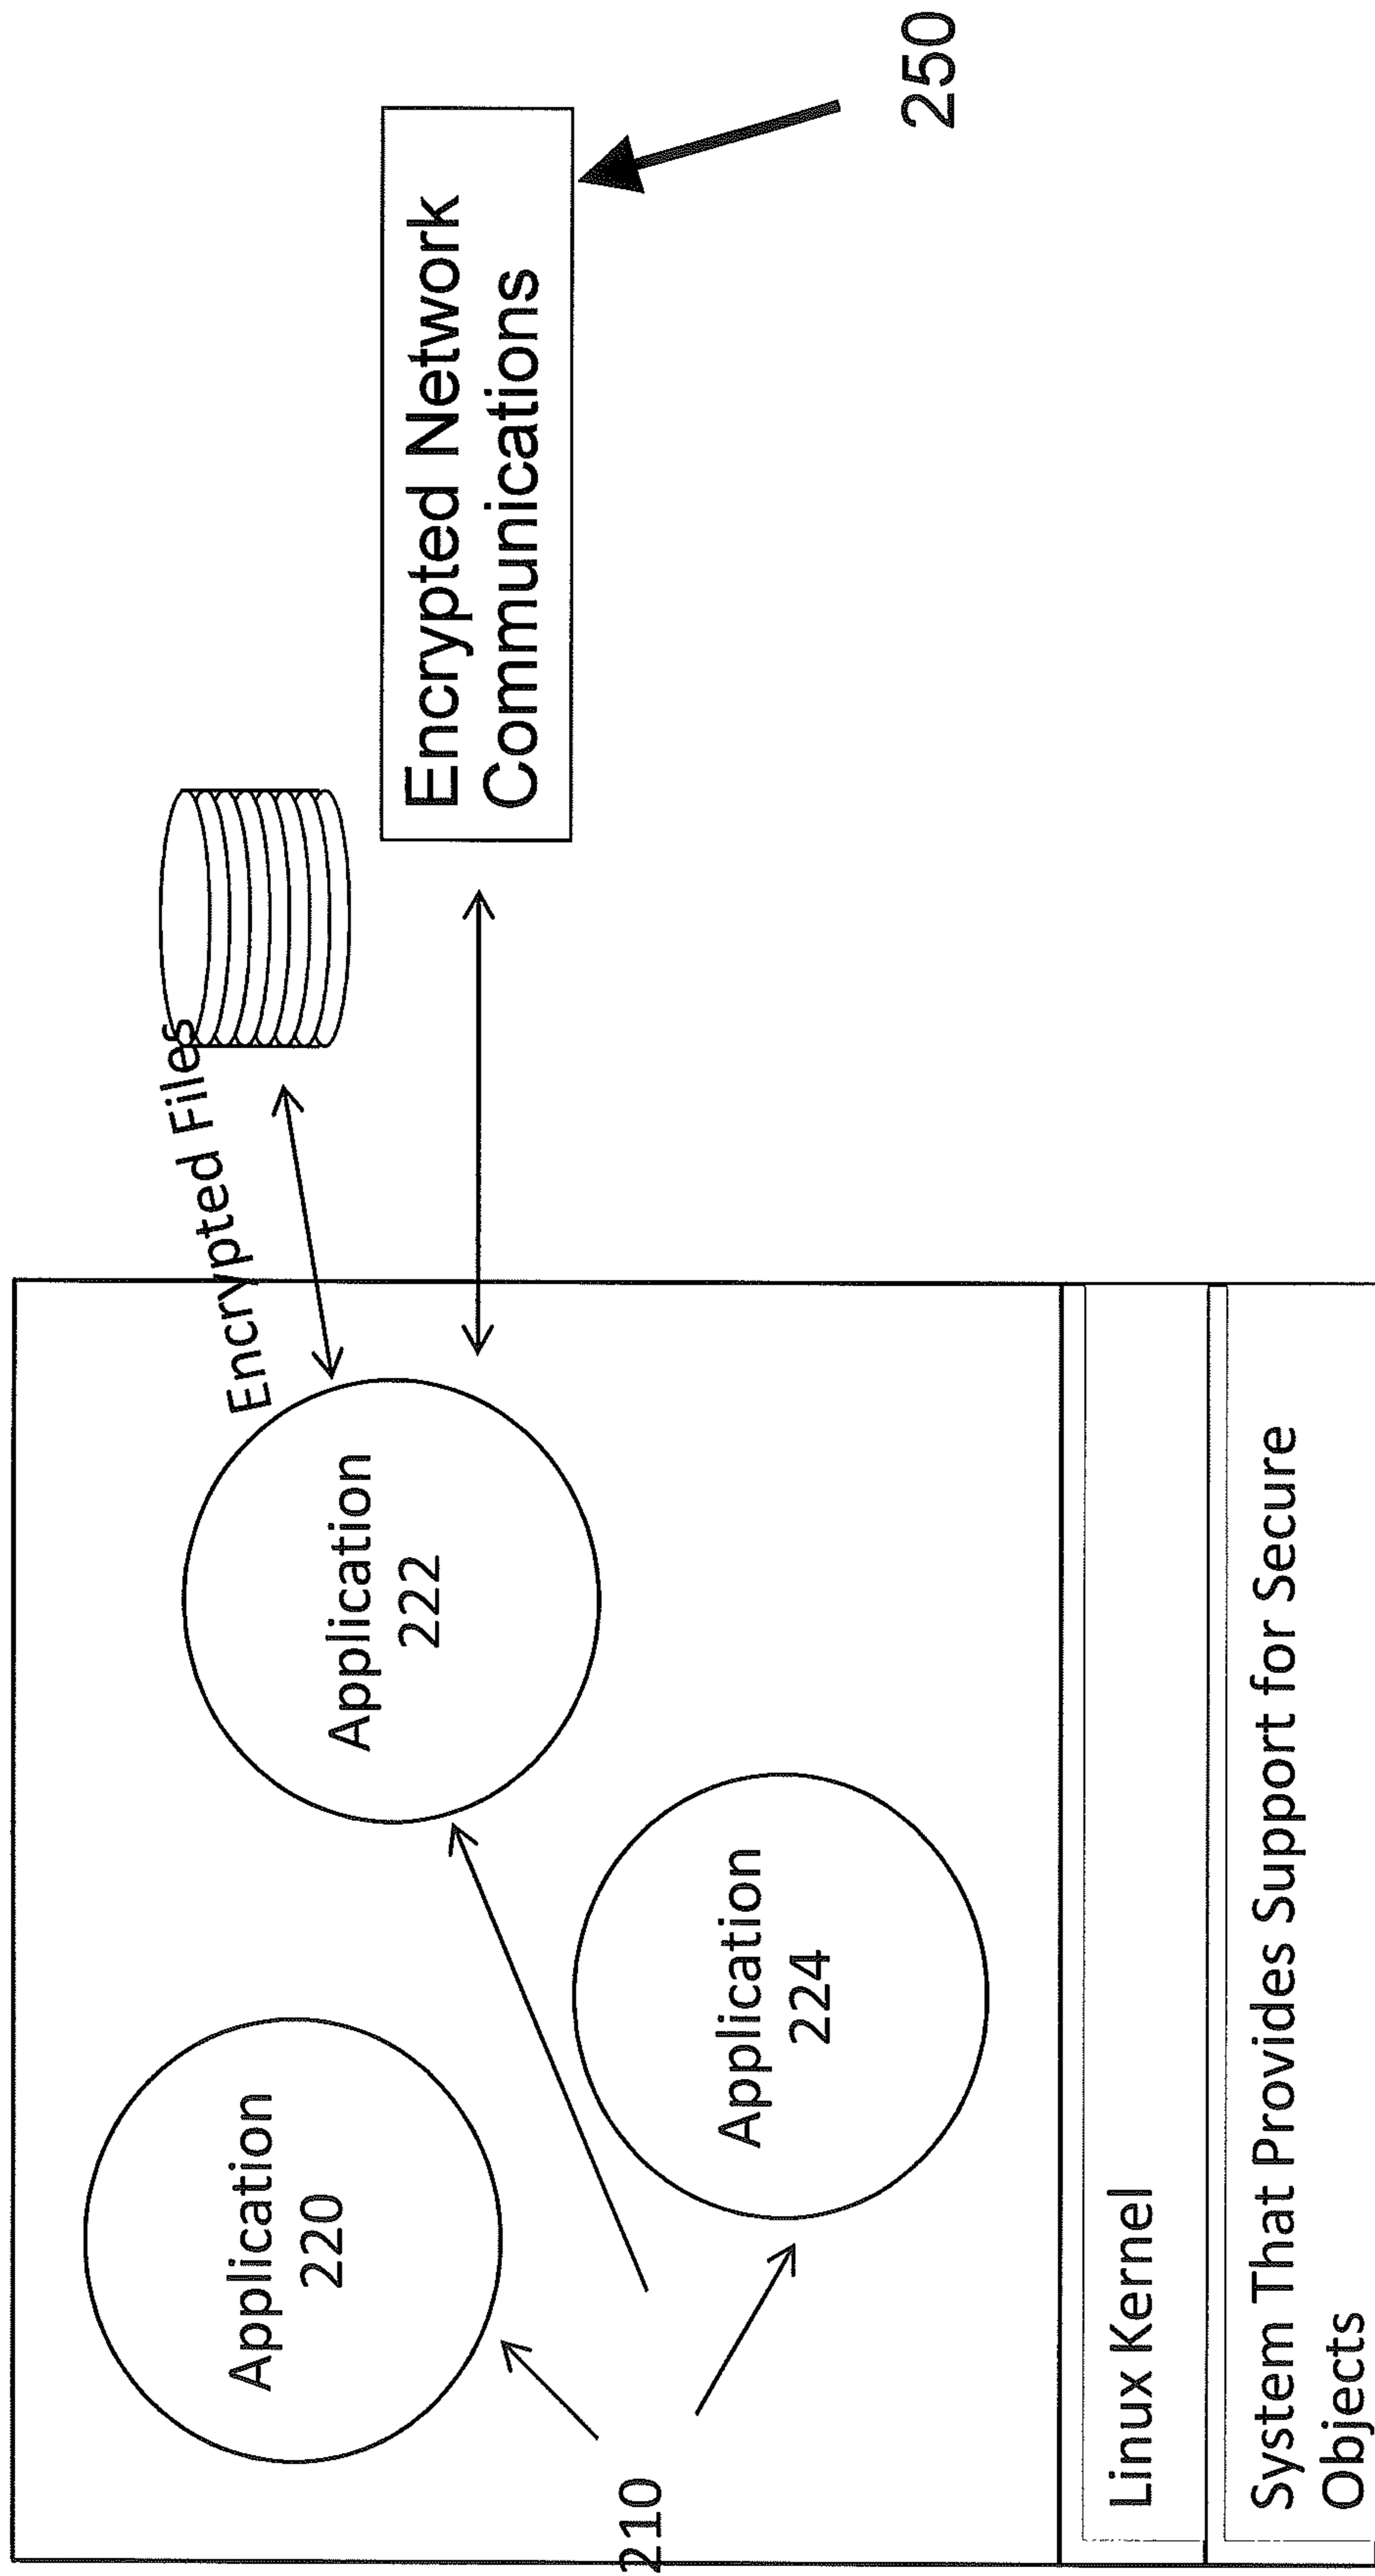 Encrypted Files
Application
220
Application
222
Encrypted Network
Communications
250
210
Application
224
Linux Kernel
System That Provides Support for Secure
Objects